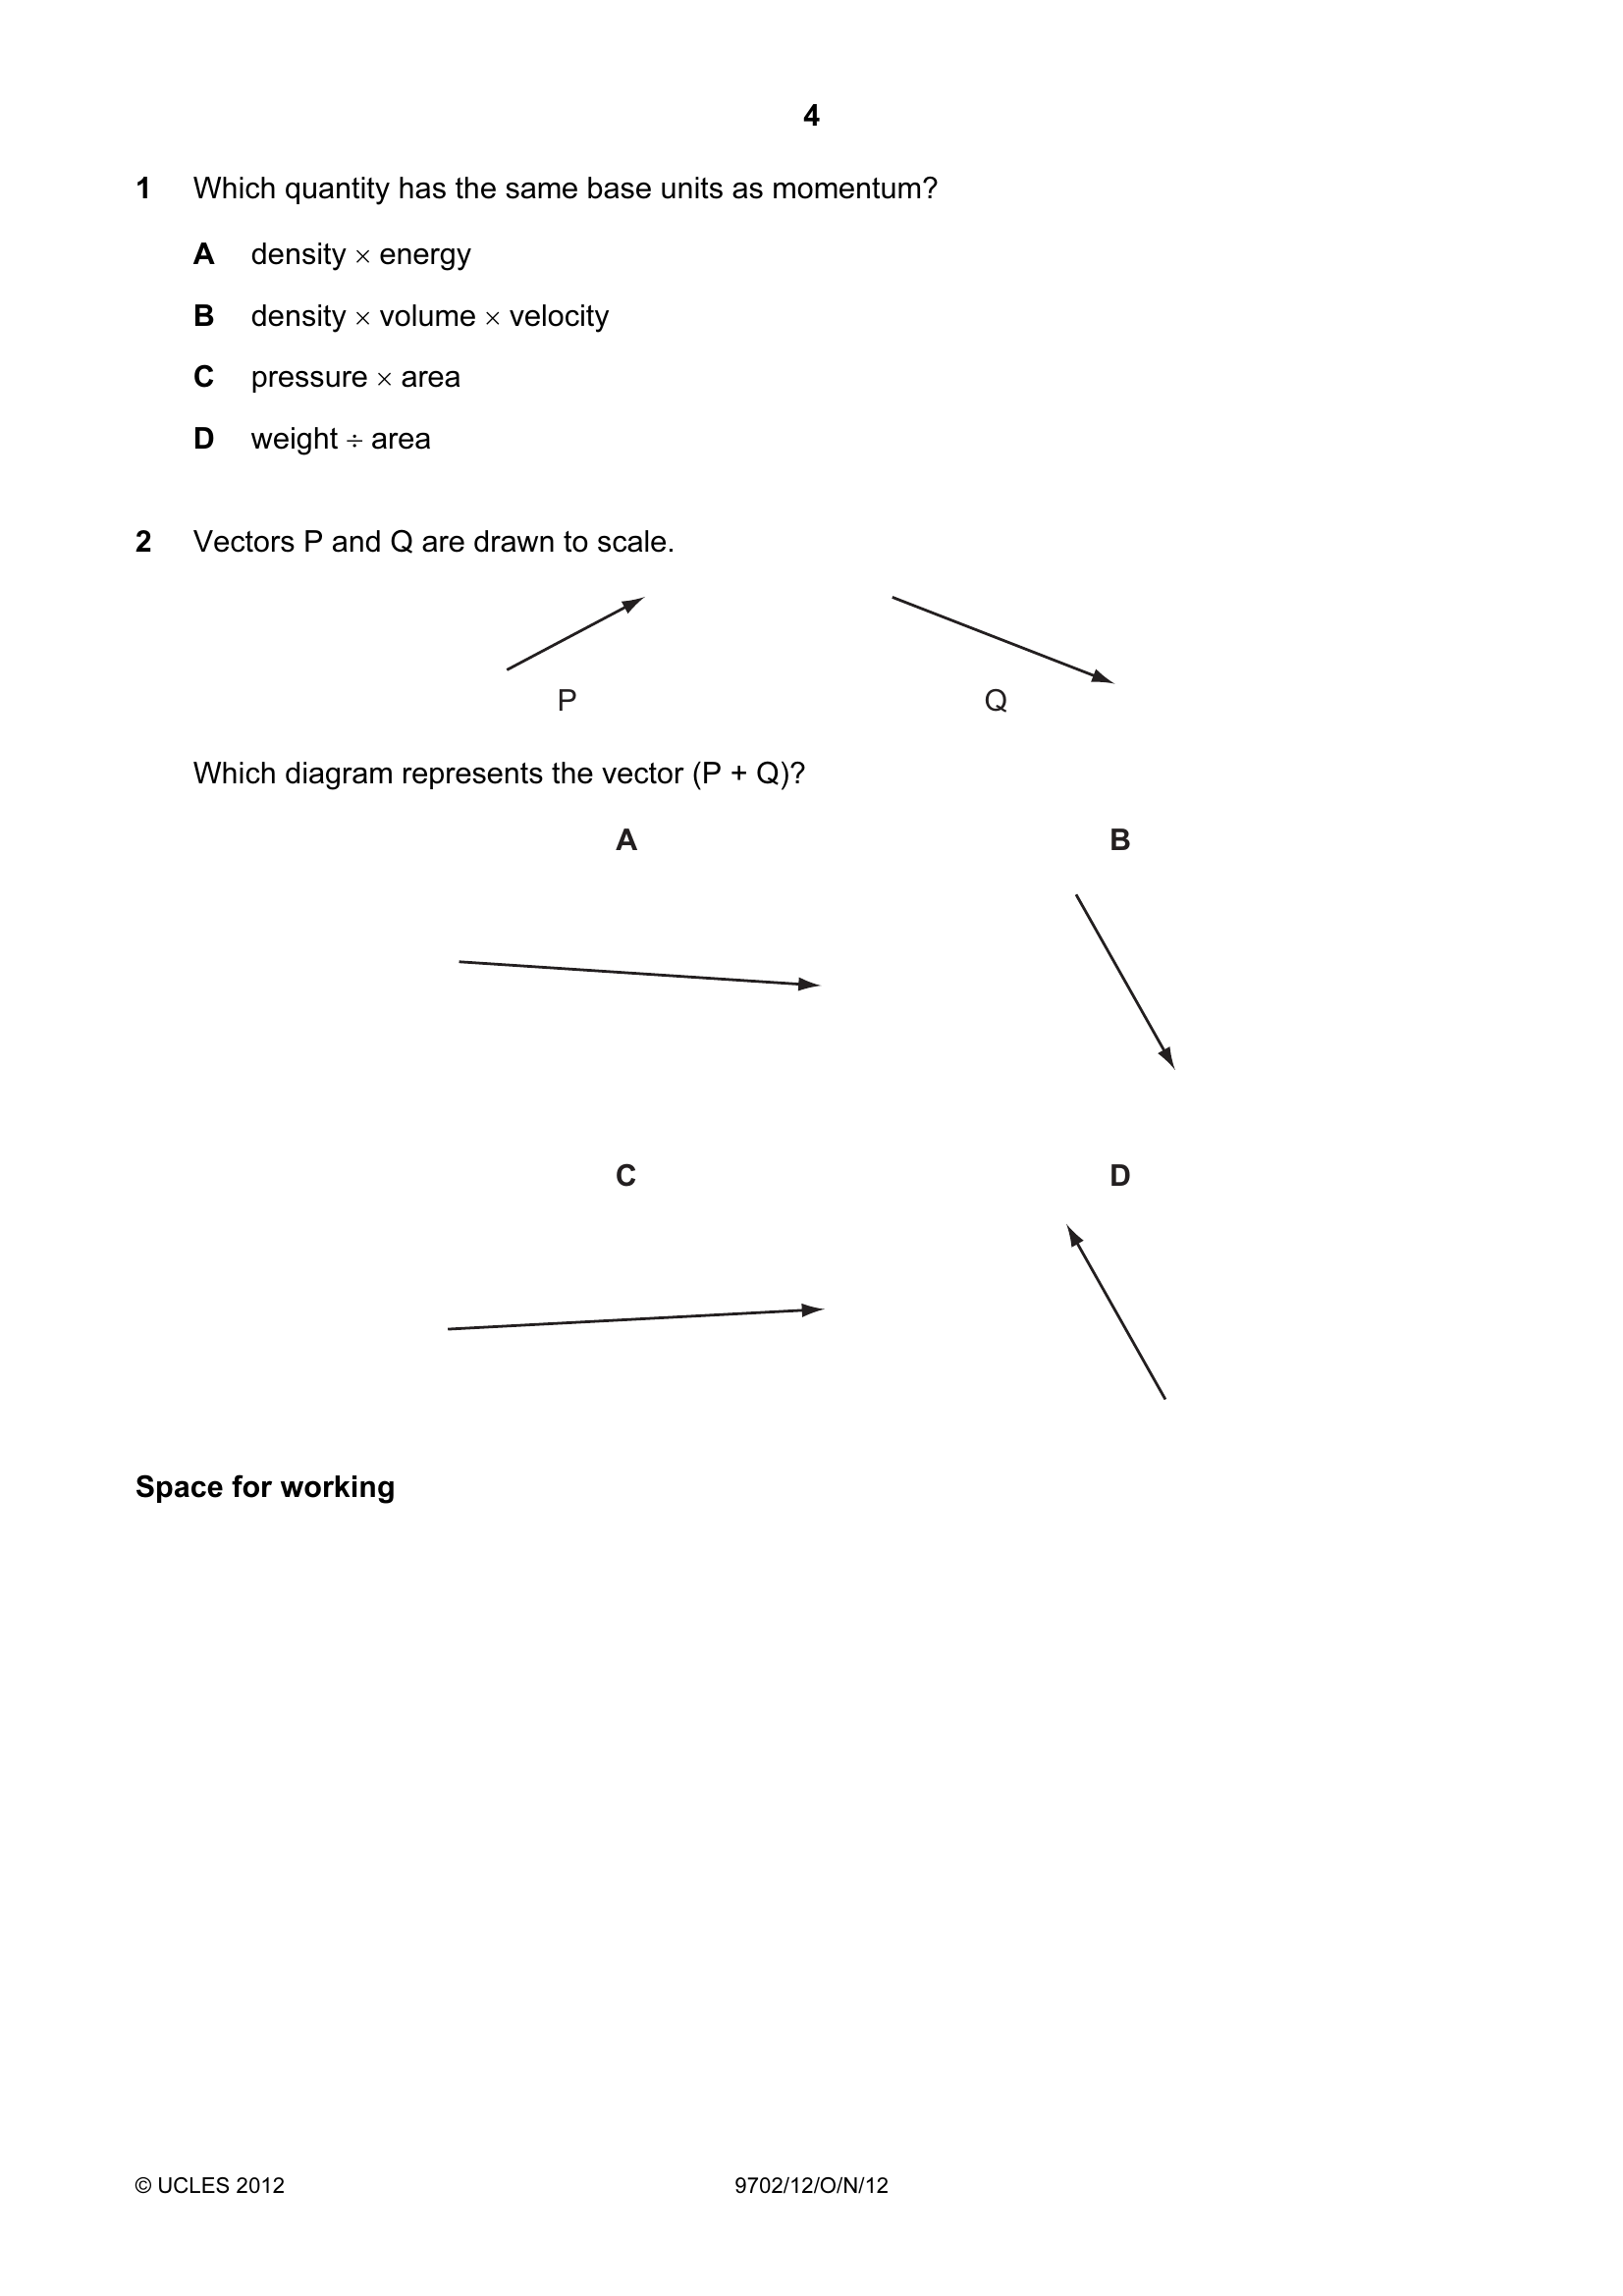 4
1 Which quantity has the same base units as momentum?
A density × energy
B density × volume × velocity
C pressure × area
D weight ÷ area
2 Vectors P and Q are drawn to scale.
P Q
Which diagram represents the vector (P + Q)?
A B
C D
Space for working
© UCLES 2012 9702/12/O/N/12